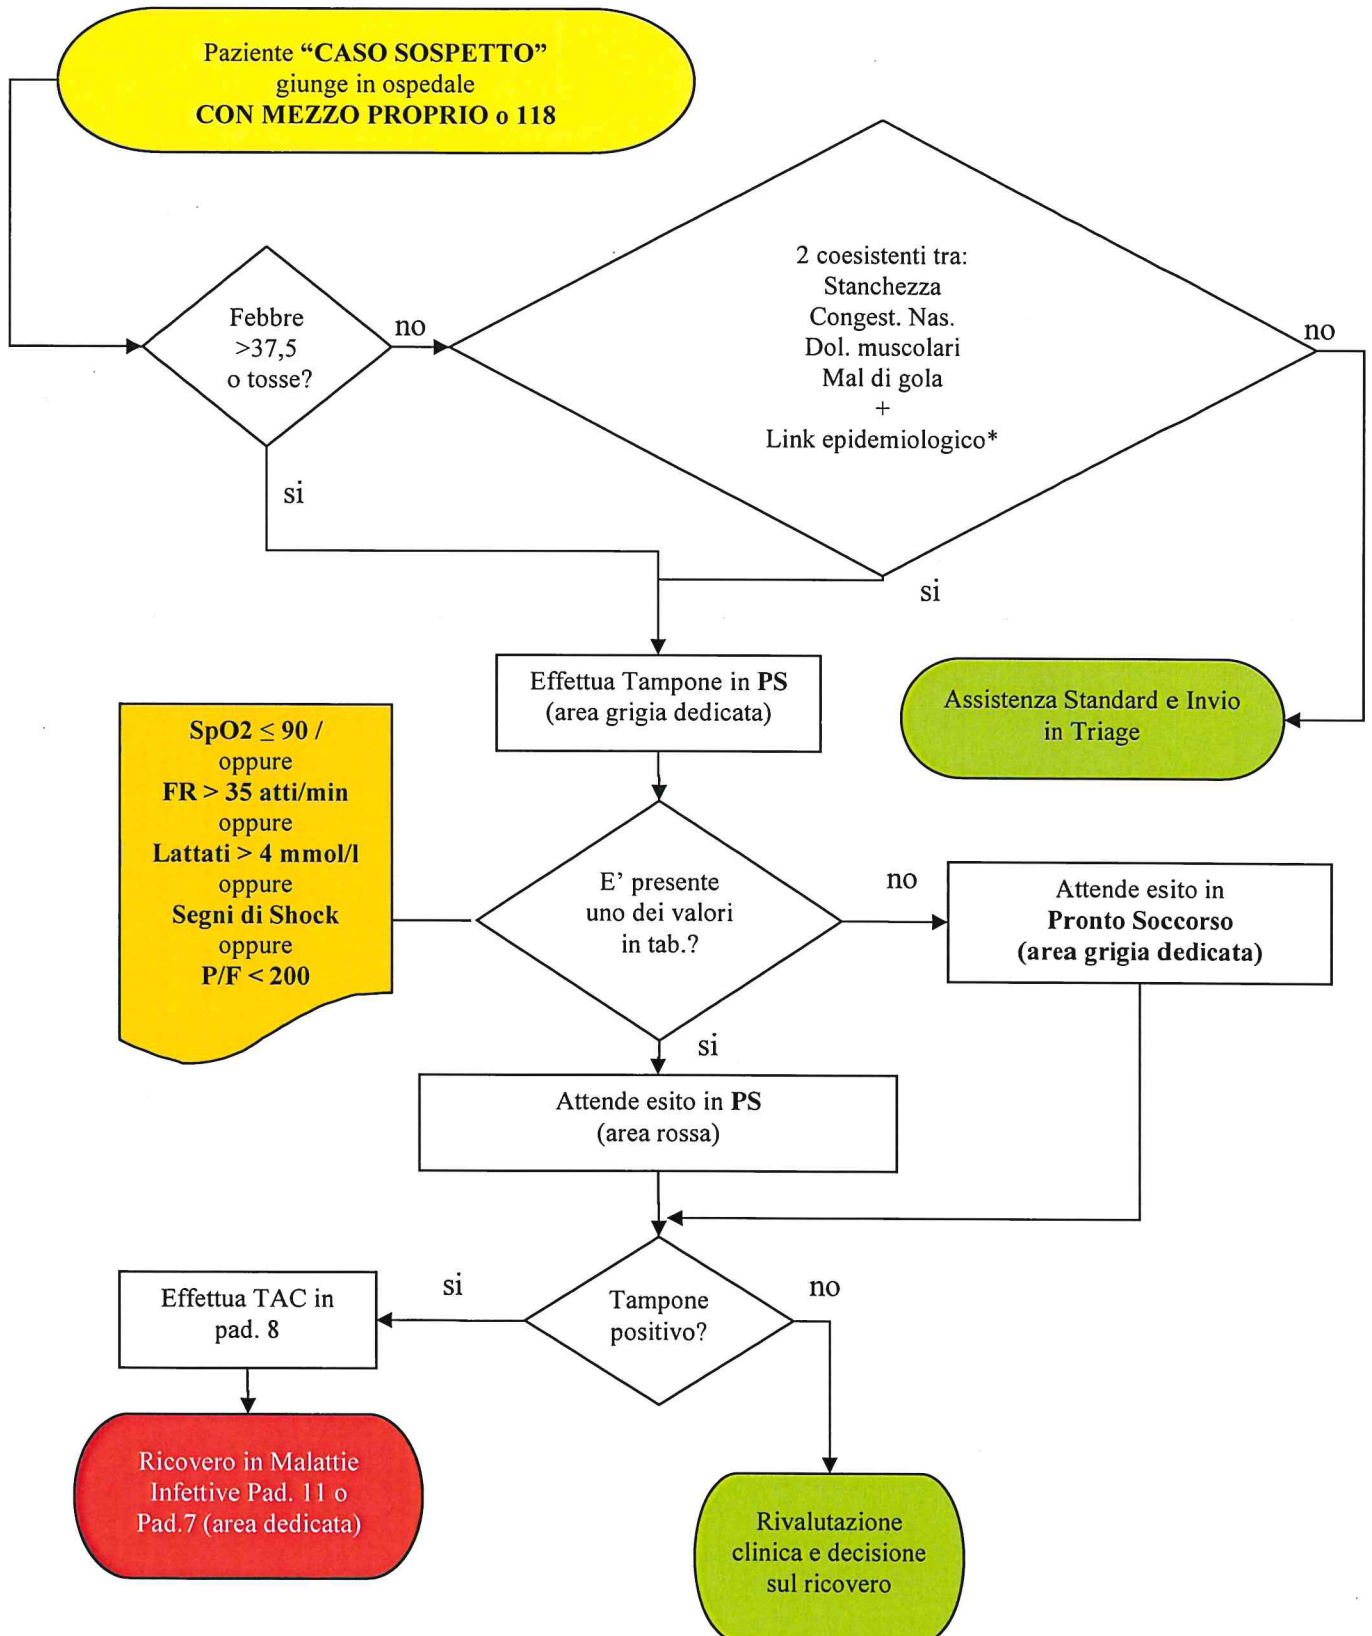 Paziente “CASO SOSPETTO”
giunge in ospedale
CON MEZZO PROPRIO o 118
2 coesistenti tra:
Stanchezza
Congest. Nas.
Dol. muscolari
Mal di gola
+
Link epidemiologico*
Febbre
>37,5
o tosse?
no
no
si
si
Effettua Tampone in PS
(area grigia dedicata)
Assistenza Standard e Invio
in Triage
SpO2 ≤ 90 /
oppure
FR > 35 atti/min
oppure
Lattati > 4 mmol/l
oppure
Segni di Shock
oppure
P/F < 200
E’ presente
uno dei valori
in tab.?
no
Attende esito in
Pronto Soccorso
(area grigia dedicata)
si
Attende esito in PS
(area rossa)
Tampone
positivo?
si
no
Effettua TAC in
pad. 8
Ricovero in Malattie
Infettive Pad. 11 o
Pad.7 (area dedicata)
Rivalutazione
clinica e decisione
sul ricovero